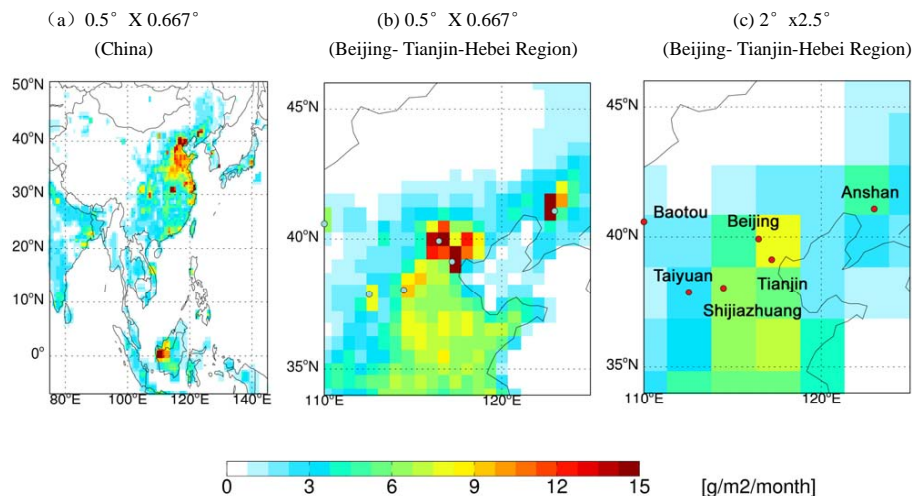 （a）0.5° X 0.667°
(China)
(b) 0.5° X 0.667°
(Beijing- Tianjin-Hebei Region)
(c) 2° x2.5°
(Beijing- Tianjin-Hebei Region)
50°N
40°N
30°N
20°N
10°N
0°
80°E 100°E 120°E 140°E
45°N
40°N
35°N
110°E 120°E
45°N
40°N
35°N
110°E 120°E
Anshan
Baotou
Beijing
Taiyuan
Tianjin
Shijiazhuang
0 3 6 9 12 15 [g/m2/month]